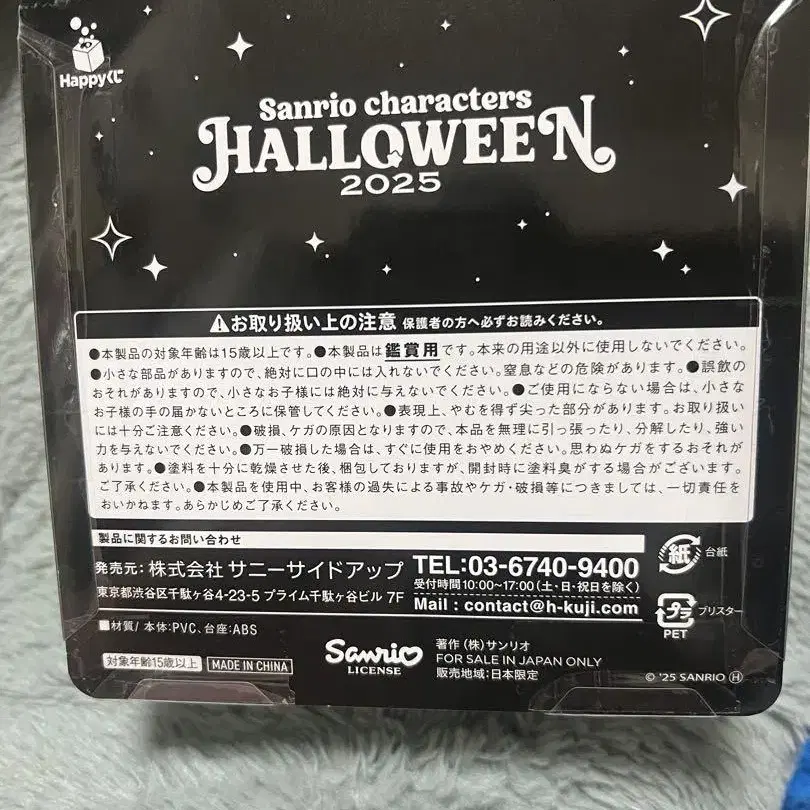 Happyくじ
Sanrio characters
HALLOWEEN
2025
⚠お取り扱い上の注意 保護者の方へ必ずお読みください。
●本製品の対象年齢は15歳以上です。●本製品は鑑賞用です。本来の用途以外に使用しないでください。
●小さな部品がありますので、絶対に口の中には入れないでください。窒息などの危険があります。●誤飲の
おそれがありますので、小さなお子様には絶対に与えないでください。●ご使用にならない場合は、小さな
お子様の手の届かないところに保管してください。●表現上、やむを得ず尖った部分があります。お取り扱い
には十分ご注意ください。●破損、ケガの原因となりますので、本品を無理に引っ張ったり、分解したり、強い
力を与えないでください。●万一破損した場合は、すぐに使用をおやめください。思わぬケガをするおそれが
あります。●塗料を十分に乾燥させた後、梱包しておりますが、開封時に塗料臭がする場合がございます。
ご了承ください。●本製品を使用中、お客様の過失による事故やケガ・破損等につきましては、一切責任を
おいかねます。あらかじめご了承ください。
製品に関するお問い合わせ
発売元: 株式会社 サニーサイドアップ
東京都渋谷区千駄ヶ谷4-23-5 プライム千駄ヶ谷ビル 7F
TEL:03-6740-9400
受付時間10:00~17:00(土・日・祝日を除く)
Mail : contact@h-kuji.com
紙 台紙
プラ ブリスター
PET
■材質/ 本体:PVC、台座:ABS
対象年齢15歳以上 MADE IN CHINA
Sanrio
LICENSE
著作 (株)サンリオ
FOR SALE IN JAPAN ONLY
販売地域:日本限定
© '25 SANRIO Ⓗ